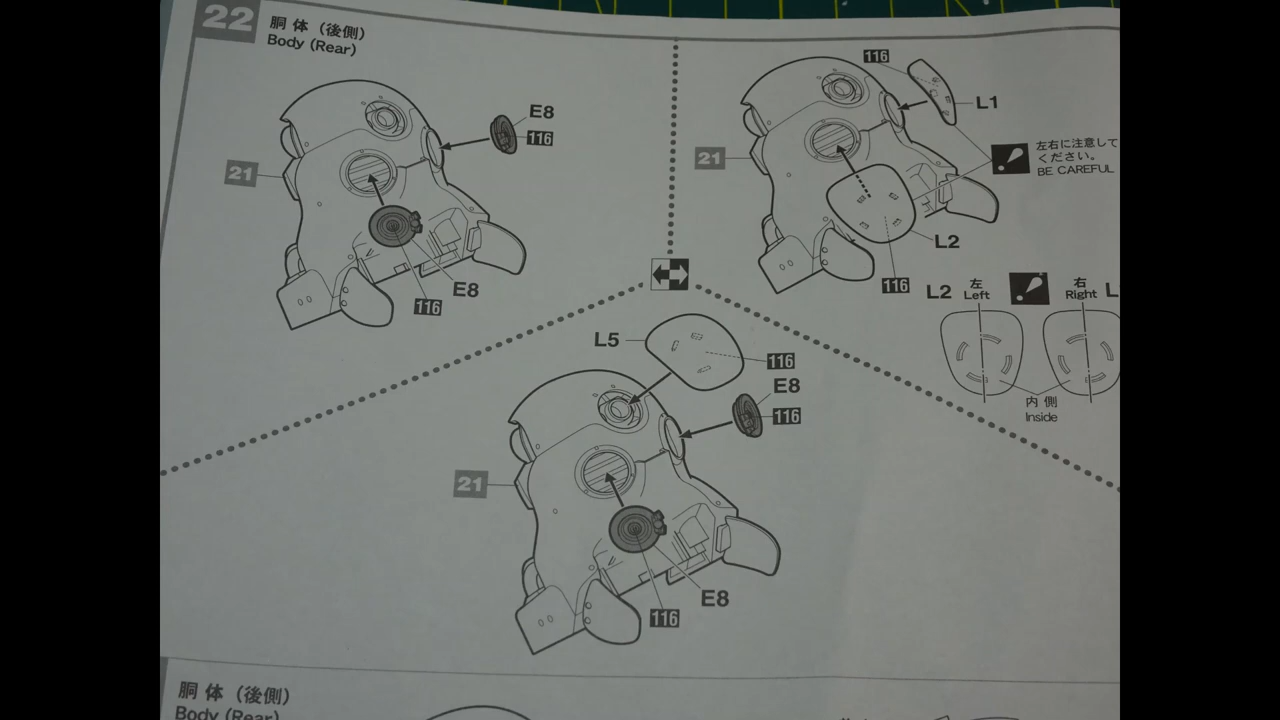 22
胴体（後側）
Body (Rear)
E8
116
21
E8
116
116
L1
21
左右に注意して
ください。
BE CAREFUL
L2
116
L2
左
Left
右
Right
L
内側
Inside
L5
116
E8
116
21
E8
116
胴体（後側）
Body (Rear)